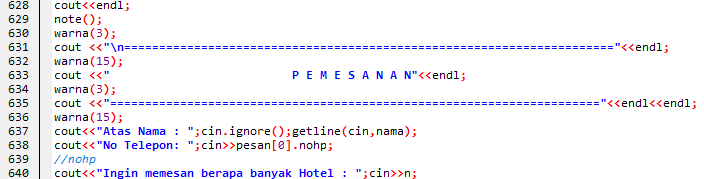 628 cout<<endl;
629 note();
630 warna(3);
631 cout <<"\n======================================================================"<<endl;
632 warna(15);
633 cout <<"                          P E M E S A N A N"<<endl;
634 warna(3);
635 cout <<"======================================================================"<<endl<<endl;
636 warna(15);
637 cout<<"Atas Nama : ";cin.ignore();getline(cin,nama);
638 cout<<"No Telepon: ";cin>>pesan[0].nohp;
639 //nohp
640 cout<<"Ingin memesan berapa banyak Hotel : ";cin>>n;